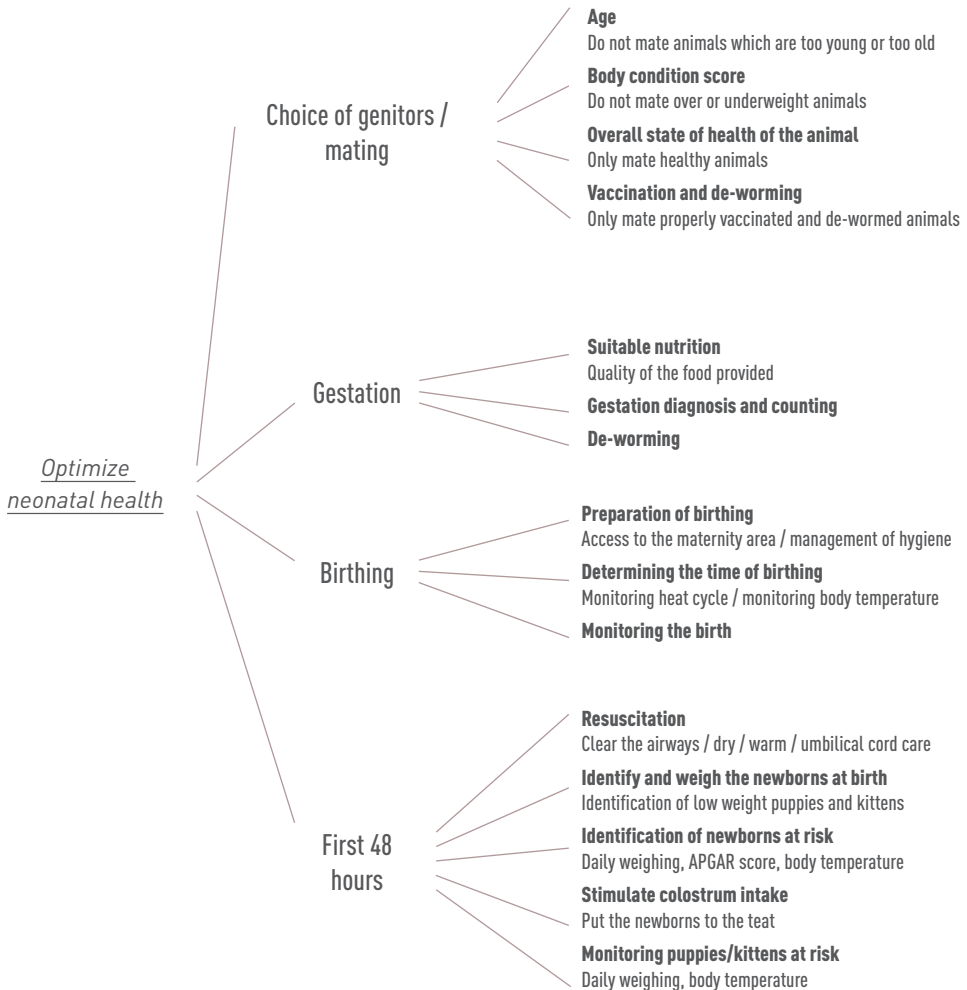 Optimize
neonatal health
Choice of genitors /
mating
Age
Do not mate animals which are too young or too old
Body condition score
Do not mate over or underweight animals
Overall state of health of the animal
Only mate healthy animals
Vaccination and de-worming
Only mate properly vaccinated and de-wormed animals
Gestation
Suitable nutrition
Quality of the food provided
Gestation diagnosis and counting
De-worming
Birthing
Preparation of birthing
Access to the maternity area / management of hygiene
Determining the time of birthing
Monitoring heat cycle / monitoring body temperature
Monitoring the birth
First 48
hours
Resuscitation
Clear the airways / dry / warm / umbilical cord care
Identify and weigh the newborns at birth
Identification of low weight puppies and kittens
Identification of newborns at risk
Daily weighing, APGAR score, body temperature
Stimulate colostrum intake
Put the newborns to the teat
Monitoring puppies/kittens at risk
Daily weighing, body temperature